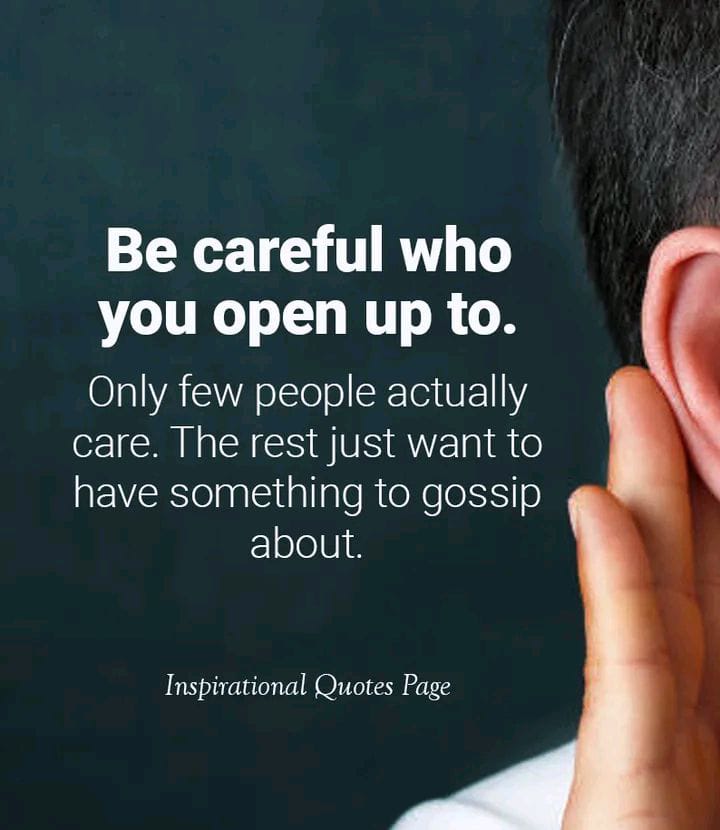 Be careful who
you open up to.
Only few people actually
care. The rest just want to
have something to gossip
about.
Inspirational Quotes Page